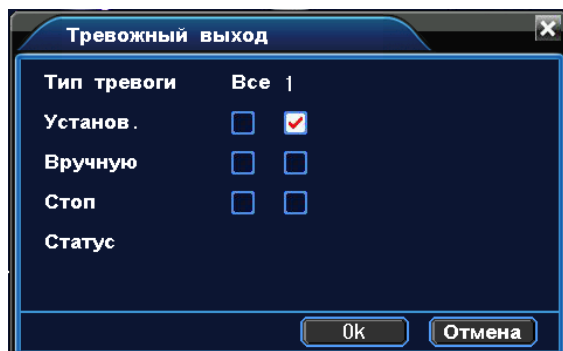 Тревожный выход
Тип тревоги Все 1
Установ.
Вручную
Стоп
Статус
Ok Отмена